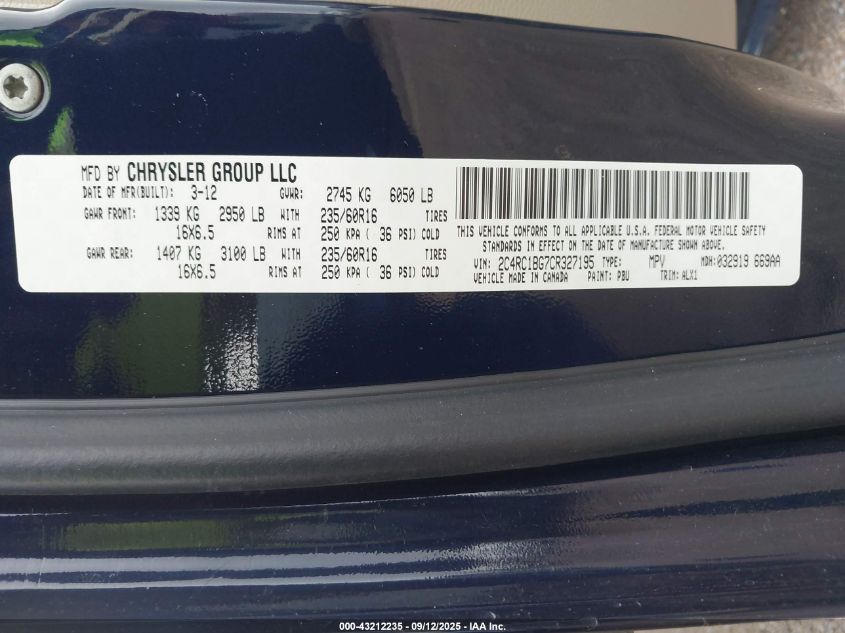 MFD BY CHRYSLER GROUP LLC
DATE OF MFR(BUILT): 3-12 GVWR: 2745 KG 6050 LB
GAWR FRONT: 1339 KG 2950 LB WITH 235/60R16 TIRES
16X6.5 RIMS AT 250 KPA ( 36 PSI) COLD
GAWR REAR: 1407 KG 3100 LB WITH 235/60R16 TIRES
16X6.5 RIMS AT 250 KPA ( 36 PSI) COLD
THIS VEHICLE CONFORMS TO ALL APPLICABLE U.S.A. FEDERAL MOTOR VEHICLE SAFETY
STANDARDS IN EFFECT ON THE DATE OF MANUFACTURE SHOWN ABOVE.
VIN: 2C4RC1BG7CR327195 TYPE: MPV MDH:032919 669AA
VEHICLE MADE IN CANADA PAINT: PBU TRIM: ALX1
000-43212235 - 09/12/2025 - IAA Inc.